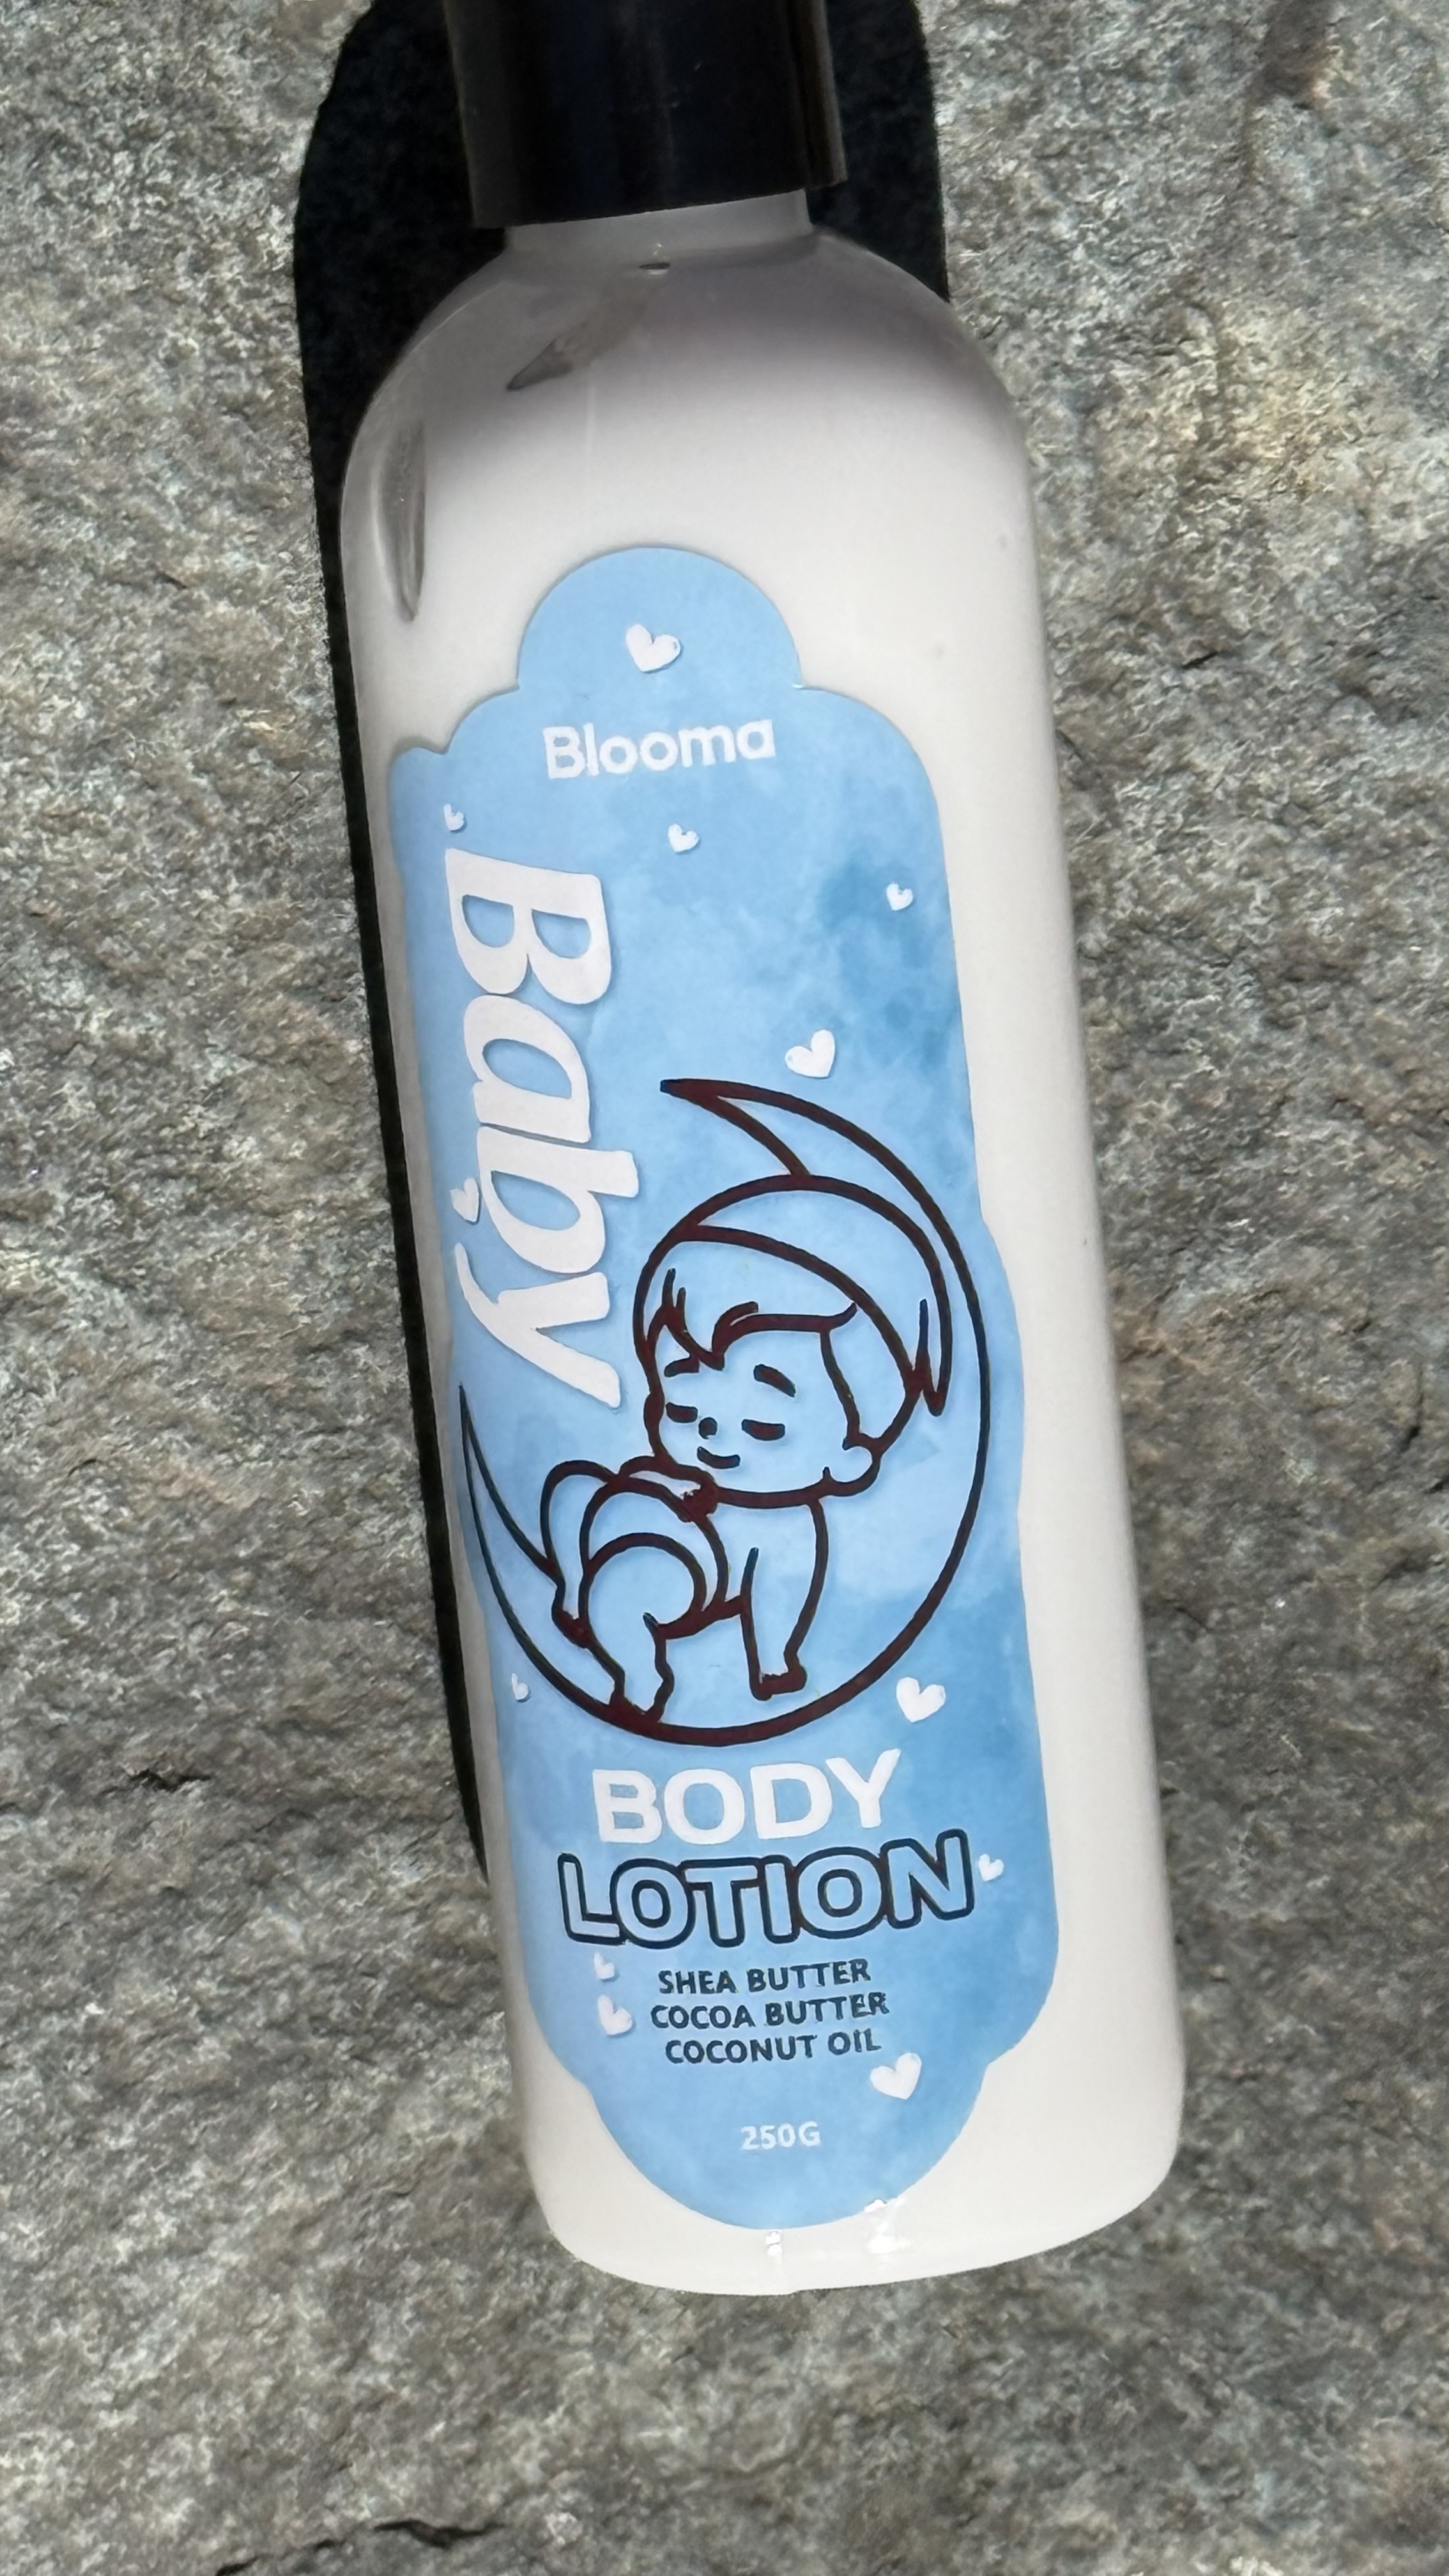 Blooma
Baby
BODY
LOTION
SHEA BUTTER
COCOA BUTTER
COCONUT OIL
250G